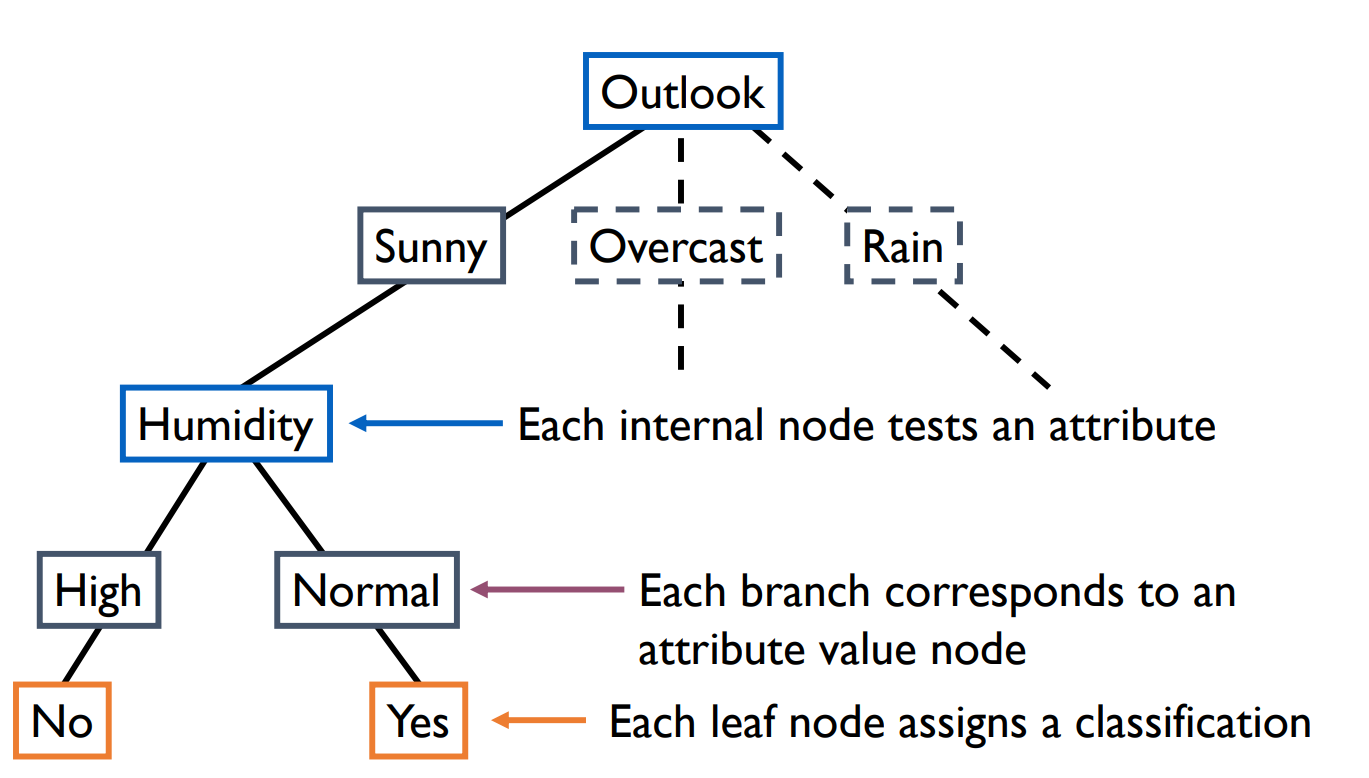 Outlook
Sunny
Overcast
Rain
Humidity
Each internal node tests an attribute
High
Normal
Each branch corresponds to an
attribute value node
No
Yes
Each leaf node assigns a classification